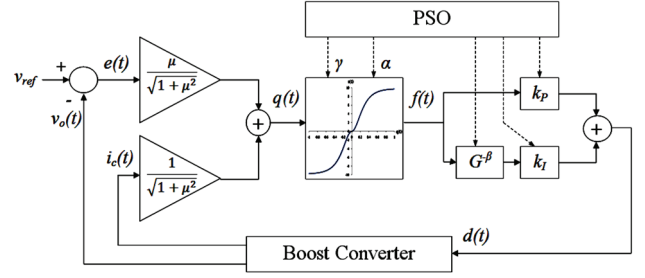 PSO
+
e(t)
μ
√1 + μ²
γ
α
v_ref
-
v_o(t)
q(t)
+
f(t)
k_P
+
i_c(t)
1
√1 + μ²
G^-β
k_I
d(t)
Boost Converter